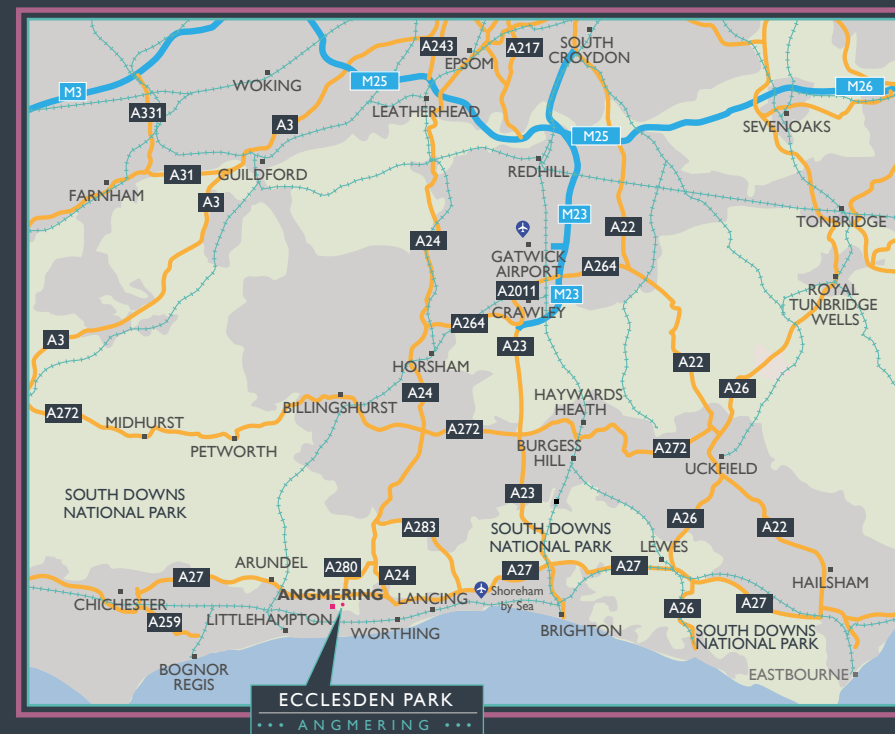 A243
A217
SOUTH
CROYDON
EPSOM
M3
WOKING
M25
M26
A331
LEATHERHEAD
A3
M25
SEVENOAKS
A31
GUILDFORD
REDHILL
FARNHAM
A3
M23
TONBRIDGE
A24
A22
GATWICK
AIRPORT
A264
A2011
M23
CRAWLEY
ROYAL
TUNBRIDGE
WELLS
A264
A3
A23
HORSHAM
A22
A24
A26
A272
BILLINGSHURST
HAYWARDS
HEATH
MIDHURST
A272
PETWORTH
BURGESS
HILL
A272
UCKFIELD
SOUTH DOWNS
NATIONAL PARK
A23
A26
A283
SOUTH DOWNS
NATIONAL PARK
A22
LEWES
ARUNDEL
A280
A27
A24
A27
A27
HAILSHAM
ANGMERING
LANCING
Shoreham
by Sea
CHICHESTER
A259
LITTLEHAMPTON
WORTHING
BRIGHTON
A26
A27
SOUTH DOWNS
NATIONAL PARK
BOGNOR
REGIS
EASTBOURNE
ECCLESDEN PARK
••• ANGMERING •••